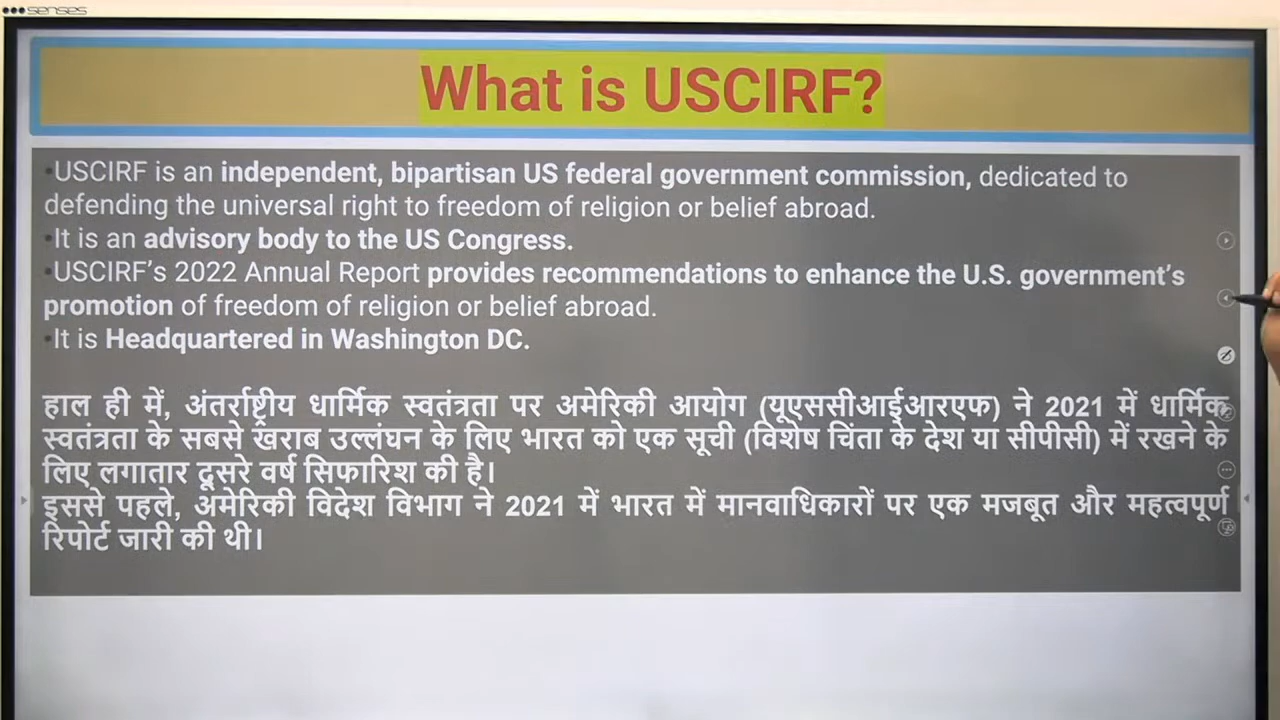 senses
What is USCIRF?
•USCIRF is an independent, bipartisan US federal government commission, dedicated to
defending the universal right to freedom of religion or belief abroad.
•It is an advisory body to the US Congress.
•USCIRF’s 2022 Annual Report provides recommendations to enhance the U.S. government’s
promotion of freedom of religion or belief abroad.
•It is Headquartered in Washington DC.
हाल ही में, अंतर्राष्ट्रीय धार्मिक स्वतंत्रता पर अमेरिकी आयोग (यूएससीआईआरएफ) ने 2021 में धार्मिक
स्वतंत्रता के सबसे खराब उल्लंघन के लिए भारत को एक सूची (विशेष चिंता के देश या सीपीसी) में रखने के
लिए लगातार दूसरे वर्ष सिफारिश की है।
इससे पहले, अमेरिकी विदेश विभाग ने 2021 में भारत में मानवाधिकारों पर एक मजबूत और महत्वपूर्ण
रिपोर्ट जारी की थी।